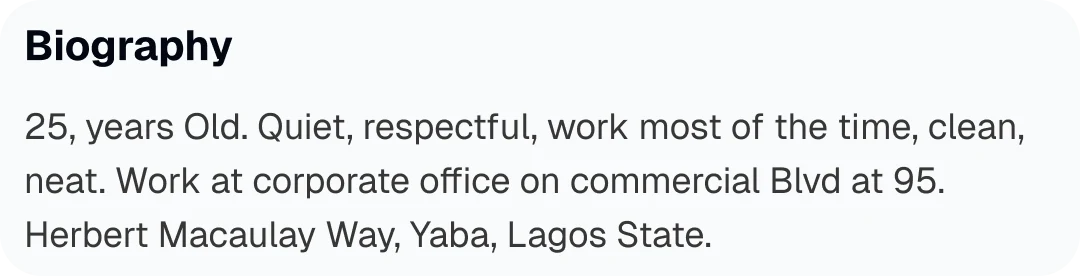 Biography
25, years Old. Quiet, respectful, work most of the time, clean,
neat. Work at corporate office on commercial Blvd at 95.
Herbert Macaulay Way, Yaba, Lagos State.